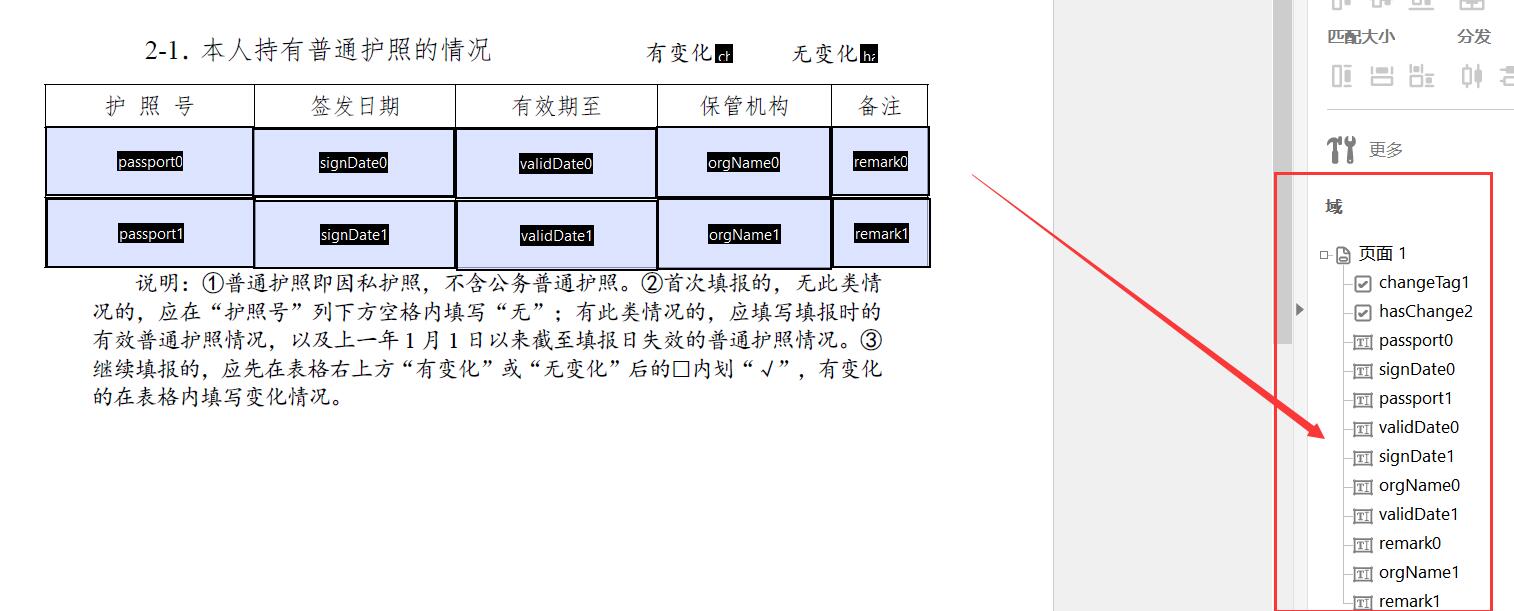 2-1. 本人持有普通护照的情况 有变化 ch 无变化 ha
护 照 号 签发日期 有效期至 保管机构 备注
passport0 signDate0 validDate0 orgName0 remark0
passport1 signDate1 validDate1 orgName1 remark1
说明：①普通护照即因私护照，不含公务普通护照。②首次填报的，无此类情
况的，应在“护照号”列下方空格内填写“无”；有此类情况的，应填写填报时的
有效普通护照情况，以及上一年 1 月 1 日以来截至填报日失效的普通护照情况。③
继续填报的，应先在表格右上方“有变化”或“无变化”后的□内划“√”，有变化
的在表格内填写变化情况。
匹配大小 分发
更多
域
页面 1
changeTag1
hasChange2
passport0
signDate0
passport1
validDate0
signDate1
orgName0
validDate1
remark0
orgName1
remark1